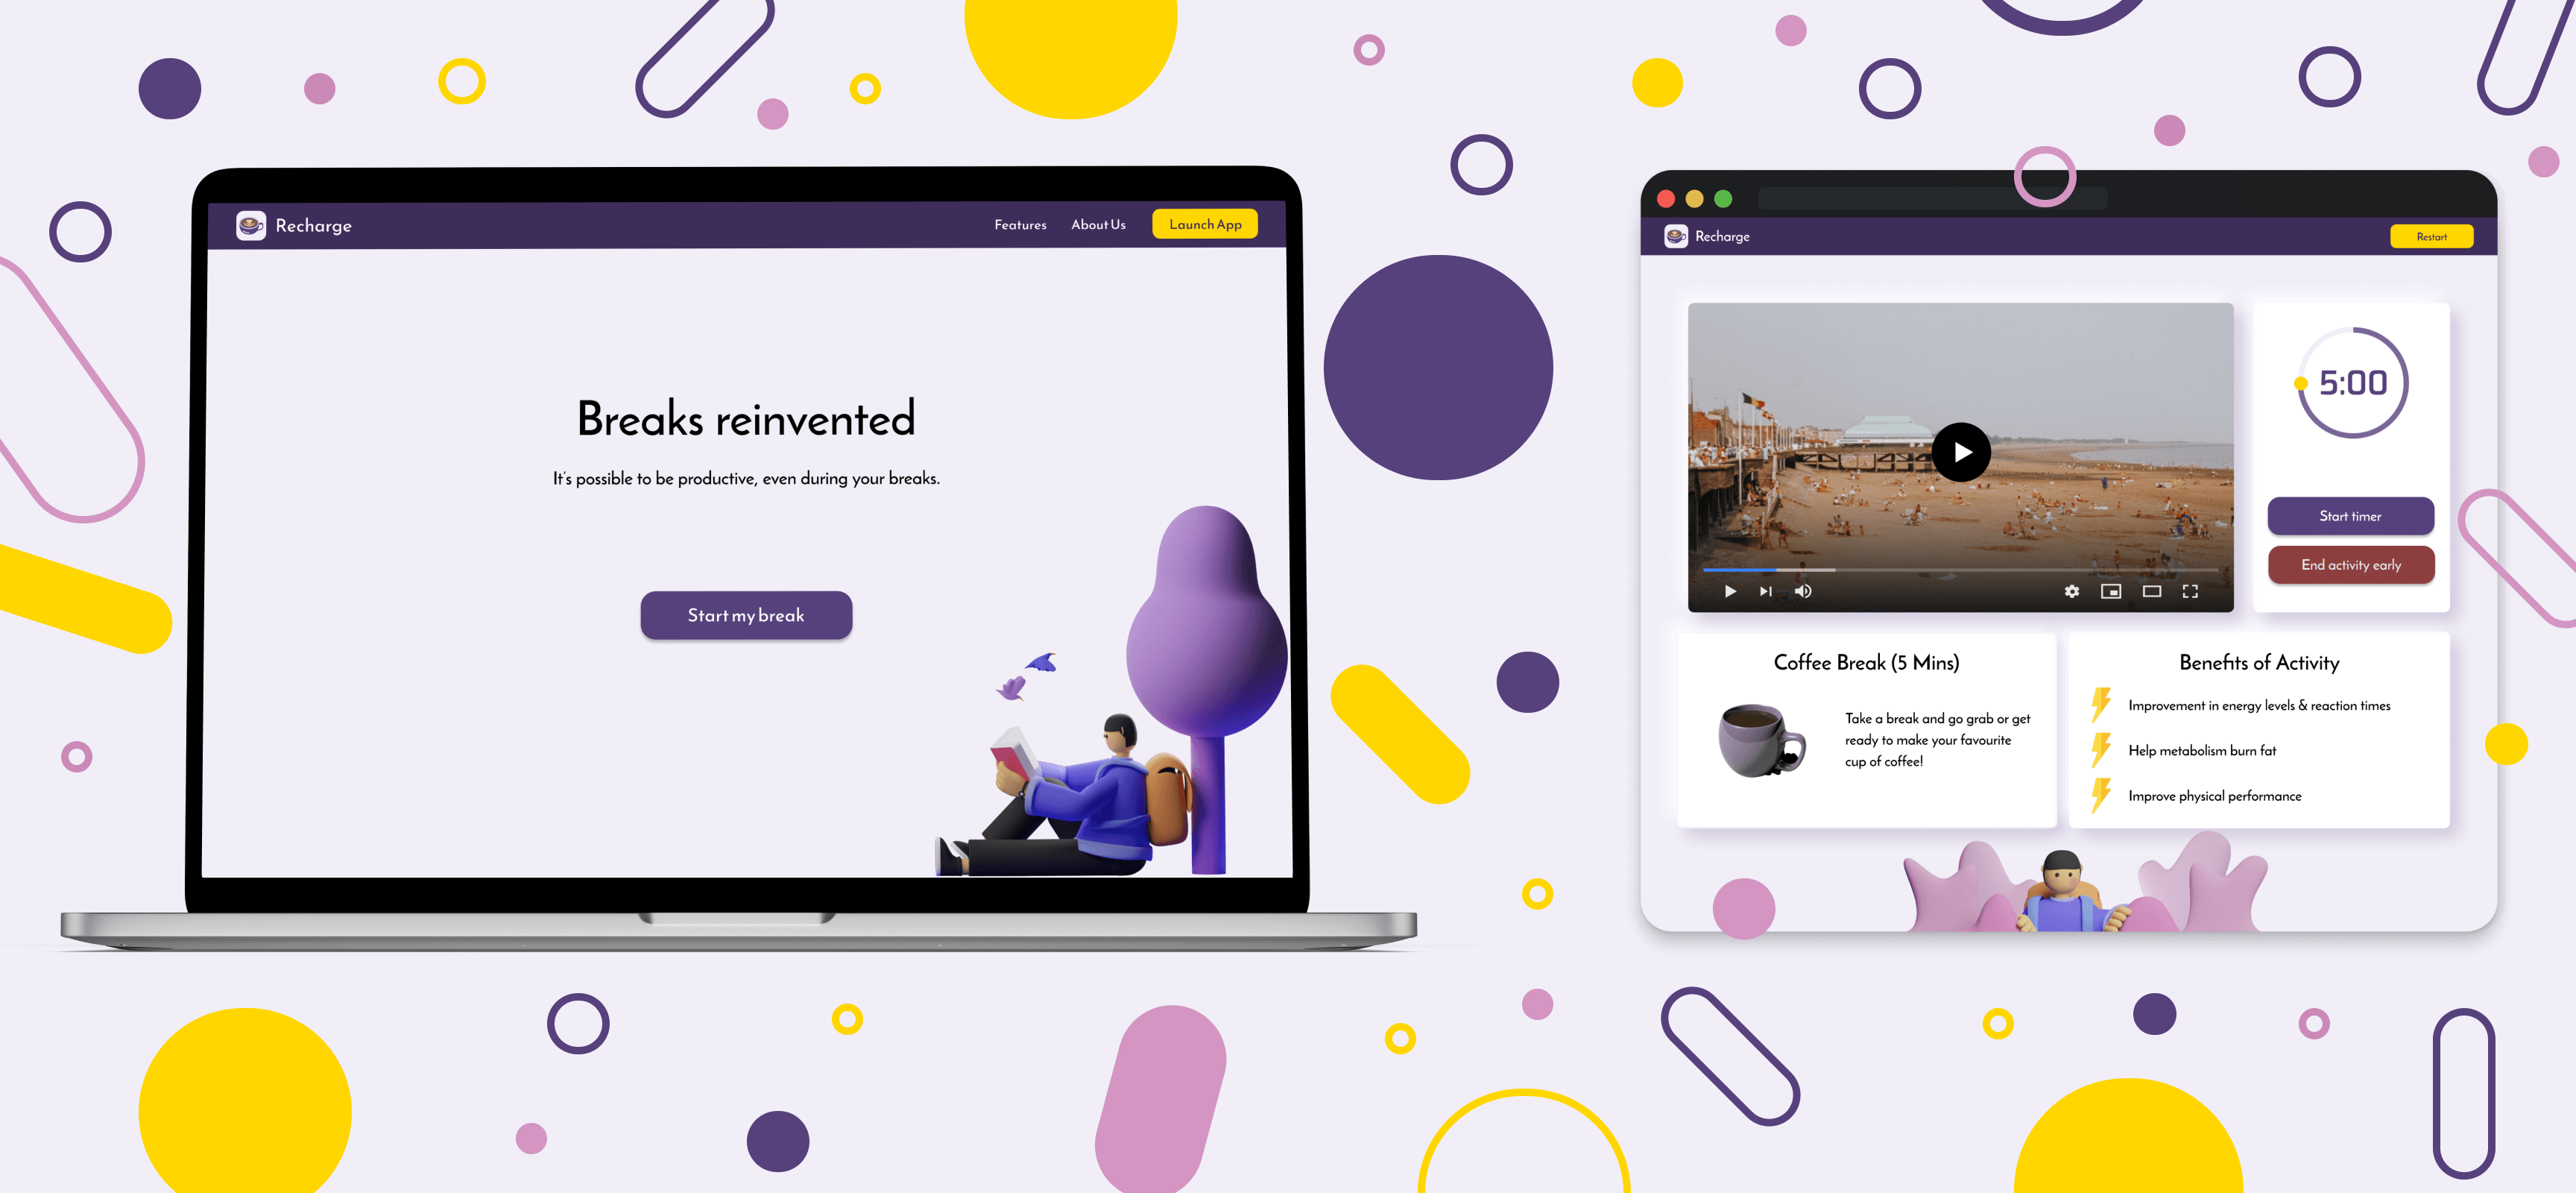 Recharge
Features
About Us
Launch App
Breaks reinvented
It's possible to be productive, even during your breaks.
Start my break
Recharge
Restart
5:00
Start timer
End activity early
Coffee Break (5 Mins)
Take a break and go grab or get
ready to make your favourite
cup of coffee!
Benefits of Activity
Improvement in energy levels & reaction times
Help metabolism burn fat
Improve physical performance